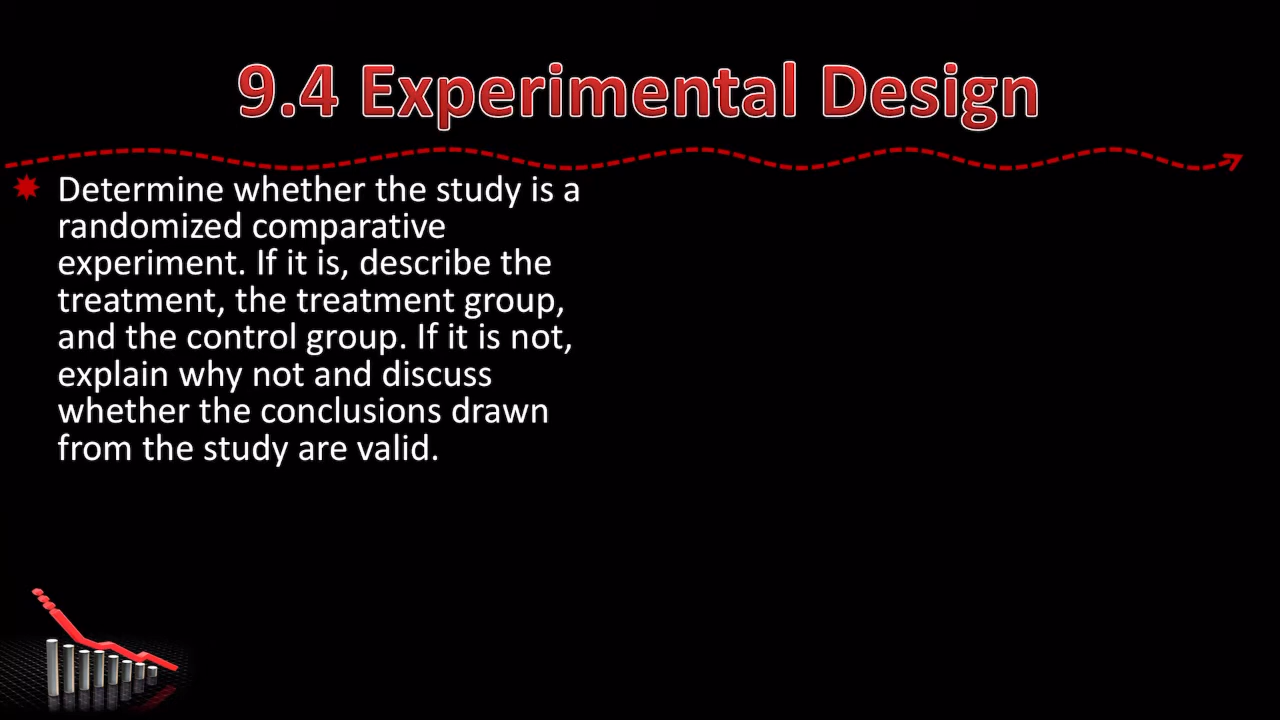 9.4 Experimental Design
Determine whether the study is a
randomized comparative
experiment. If it is, describe the
treatment, the treatment group,
and the control group. If it is not,
explain why not and discuss
whether the conclusions drawn
from the study are valid.